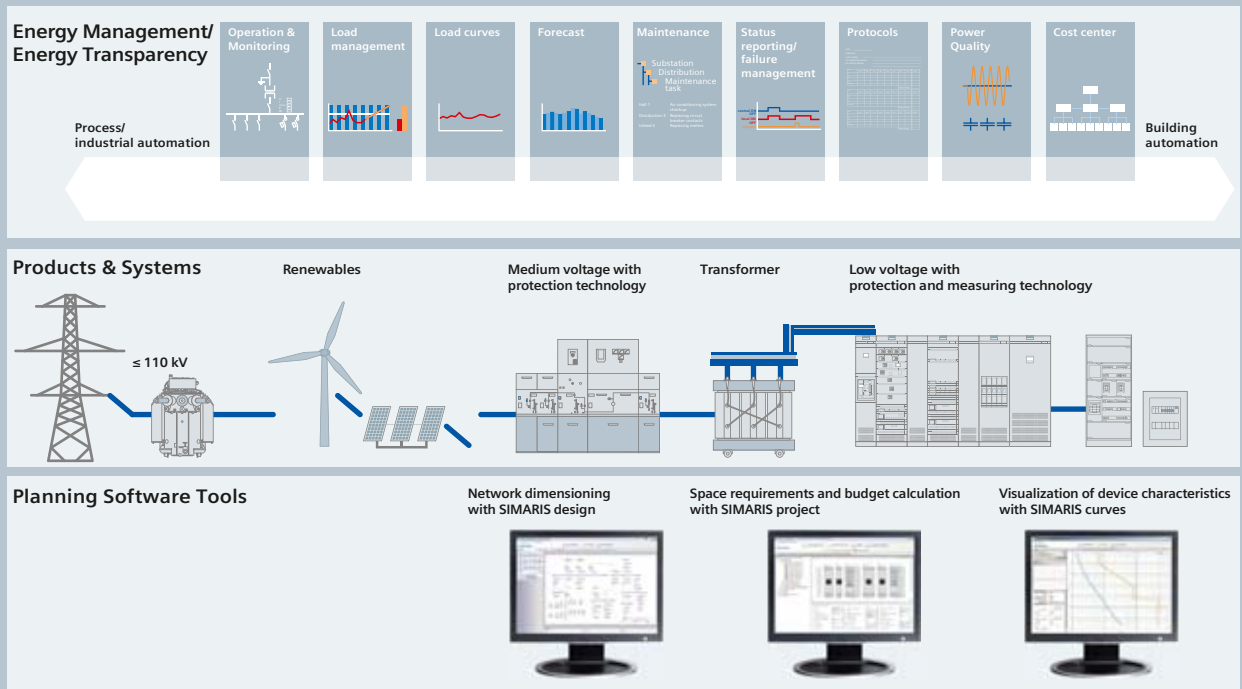 Energy Management/
Energy Transparency
Process/
industrial automation
Operation &
Monitoring
Load
management
Load curves
Forecast
Maintenance
Substation
Distribution
Maintenance
task
Status
reporting/
failure
management
Protocols
Power
Quality
Cost center
Building
automation
Products & Systems
≤ 110 kV
Renewables
Medium voltage with
protection technology
Transformer
Low voltage with
protection and measuring technology
Planning Software Tools
Network dimensioning
with SIMARIS design
Space requirements and budget calculation
with SIMARIS project
Visualization of device characteristics
with SIMARIS curves